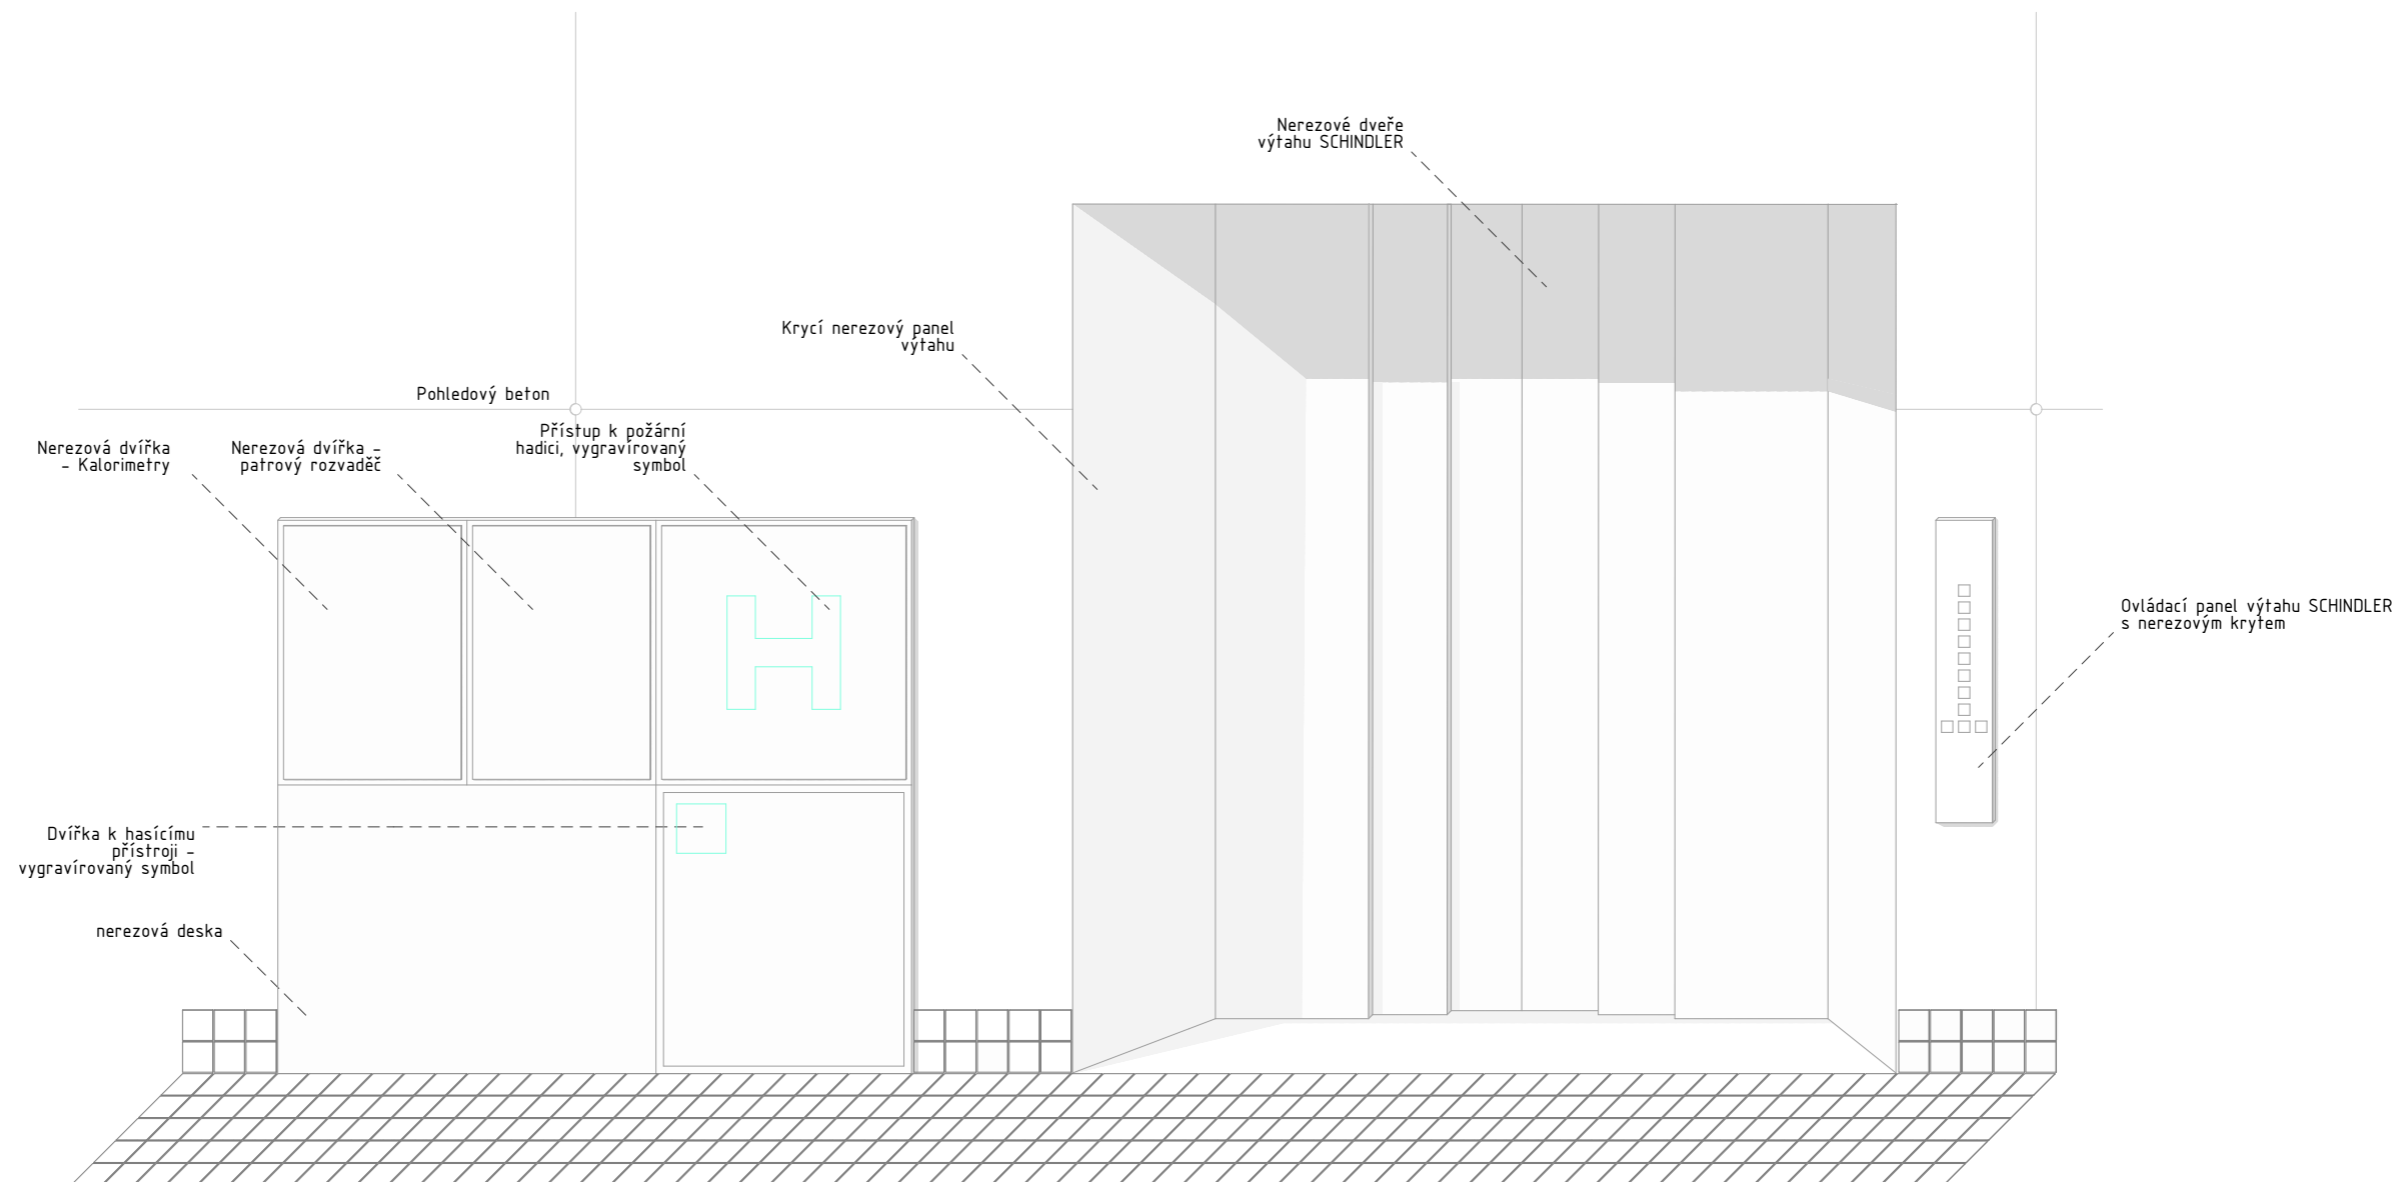 Nerezové dveře
výtahu SCHINDLER
Krycí nerezový panel
výtahu
Pohledový beton
Nerezová dvířka
- Kalorimetry
Nerezová dvířka -
patrový rozvaděč
Přístup k požární
hadici, vygravírovaný
symbol
H
Ovládací panel výtahu SCHINDLER
s nerezovým krytem
Dvířka k hasícímu
přístroji -
vygravírovaný symbol
nerezová deska